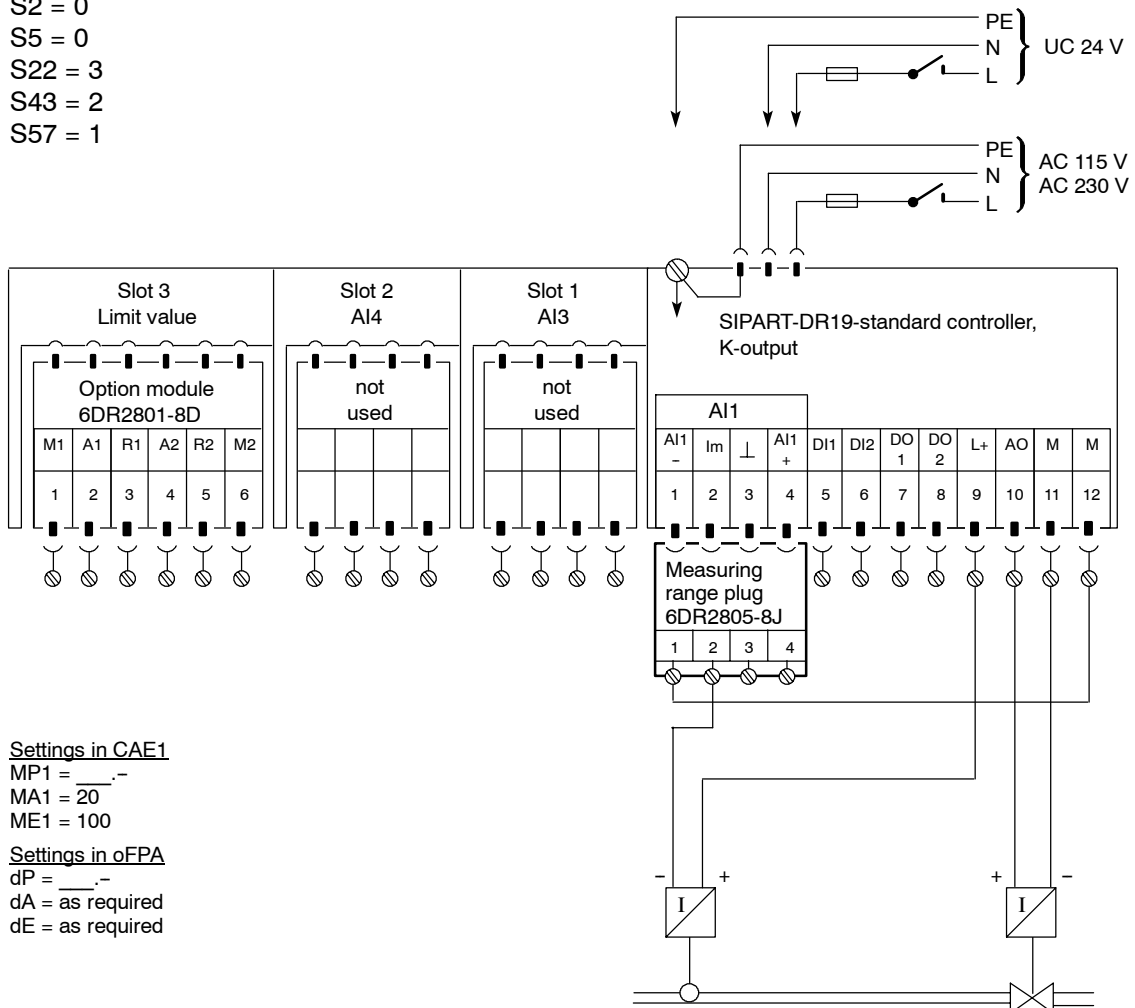 S2 = 0
S5 = 0
S22 = 3
S43 = 2
S57 = 1
PE
N
L
UC 24 V
PE
N
L
AC 115 V
AC 230 V
Slot 3
Limit value
Slot 2
AI4
Slot 1
AI3
SIPART-DR19-standard controller,
K-output
Option module
6DR2801-8D
not
used
not
used
AI1
M1 A1 R1 A2 R2 M2
1 2 3 4 5 6
AI1 - Im ⊥ AI1 + DI1 DI2 DO 1 DO 2 L+ AO M M
1 2 3 4 5 6 7 8 9 10 11 12
Measuring
range plug
6DR2805-8J
1 2 3 4
Settings in CAE1
MP1 = ___.–
MA1 = 20
ME1 = 100
Settings in oFPA
dP = ___.–
dA = as required
dE = as required
– +
I
+ –
I